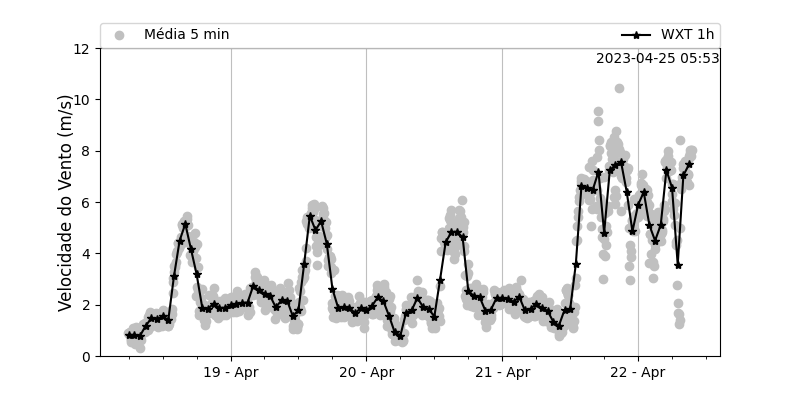 Média 5 min
WXT 1h
2023-04-25 05:53
Velocidade do Vento (m/s)
12
10
8
6
4
2
0
19 - Apr
20 - Apr
21 - Apr
22 - Apr